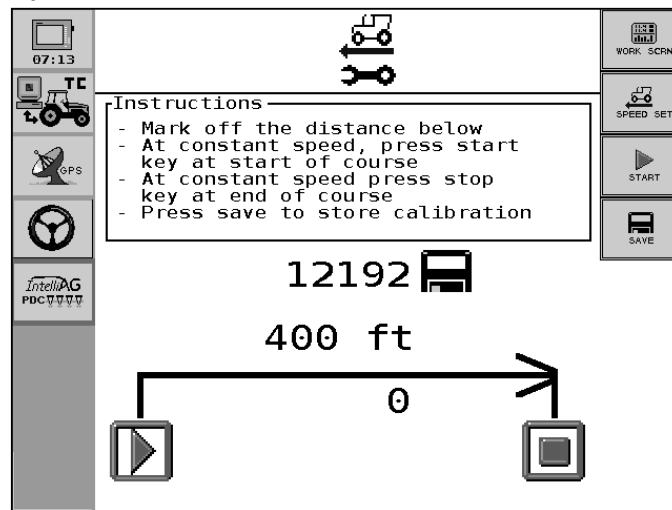 07:13
TC
GPS
IntelliAG
PDC
Instructions
- Mark off the distance below
- At constant speed, press start
key at start of course
- At constant speed press stop
key at end of course
- Press save to store calibration
12192
400 ft
0
WORK SCRN
SPEED SET
START
SAVE